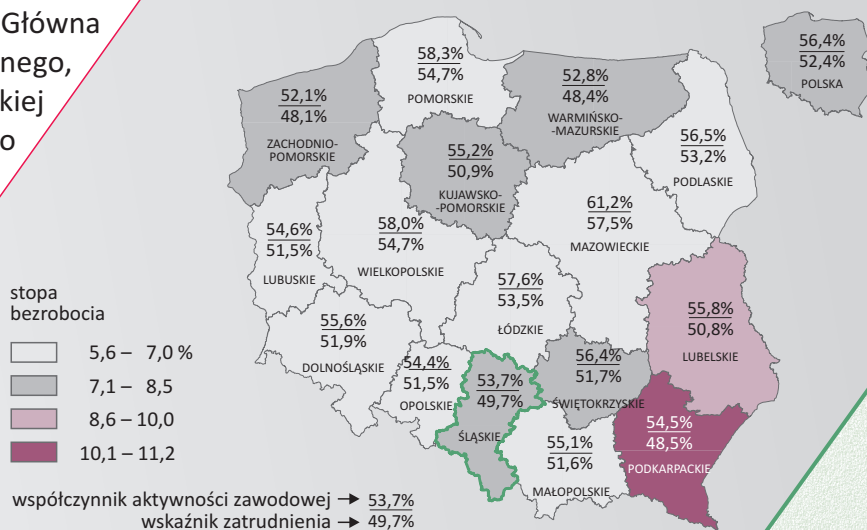 Główna
nego,
kiej
o
56,4%
52,4%
POLSKA
58,3%
54,7%
POMORSKIE
52,8%
48,4%
WARMIŃSKO-
-MAZURSKIE
52,1%
48,1%
ZACHODNIO-
POMORSKIE
56,5%
53,2%
PODLASKIE
55,2%
50,9%
KUJAWSKO-
-POMORSKIE
61,2%
57,5%
MAZOWIECKIE
54,6%
51,5%
LUBUSKIE
58,0%
54,7%
WIELKOPOLSKIE
57,6%
53,5%
ŁÓDZKIE
55,8%
50,8%
LUBELSKIE
55,6%
51,9%
DOLNOŚLĄSKIE
54,4%
51,5%
OPOLSKIE
53,7%
49,7%
ŚLĄSKIE
56,4%
51,7%
ŚWIĘTOKRZYSKIE
54,5%
48,5%
PODKARPACKIE
55,1%
51,6%
MAŁOPOLSKIE
stopa
bezrobocia
5,6 – 7,0 %
7,1 – 8,5
8,6 – 10,0
10,1 – 11,2
współczynnik aktywności zawodowej → 53,7%
wskaźnik zatrudnienia → 49,7%